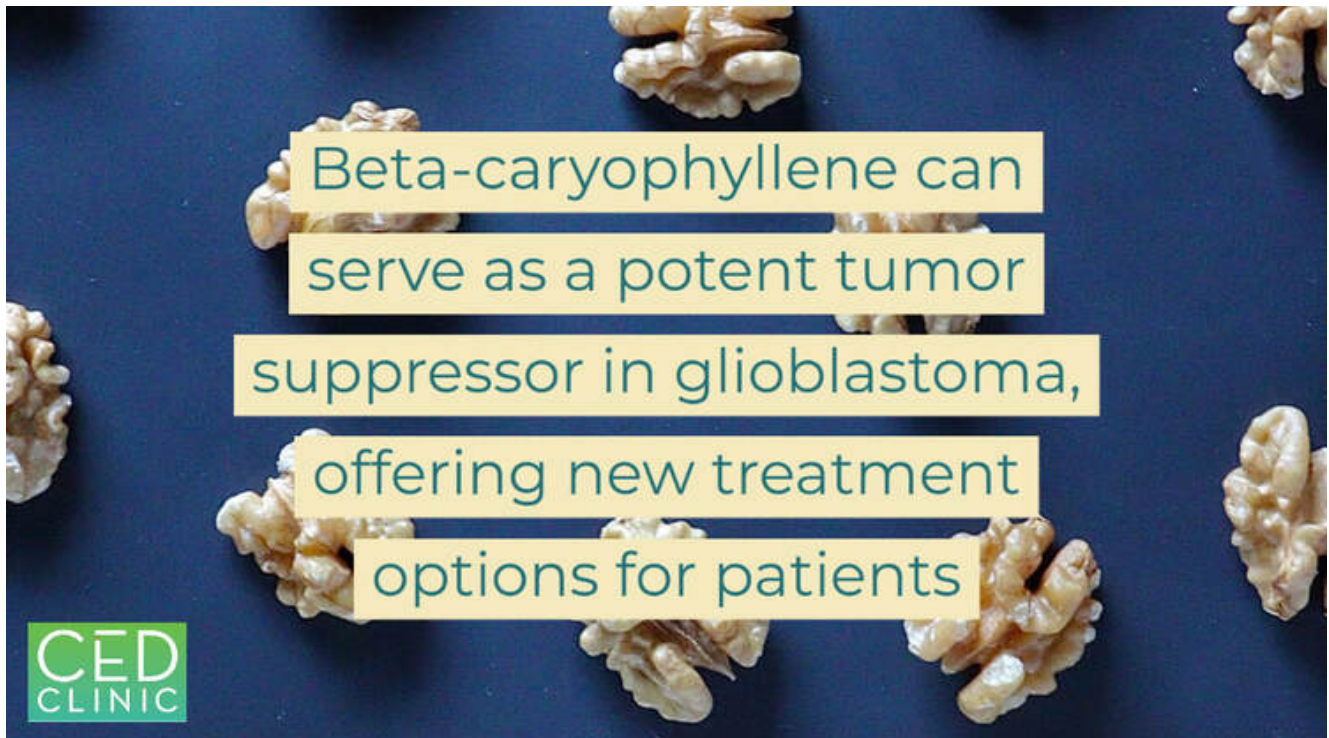 Beta-caryophyllene can
serve as a potent tumor
suppressor in glioblastoma,
offering new treatment
options for patients
CED
CLINIC